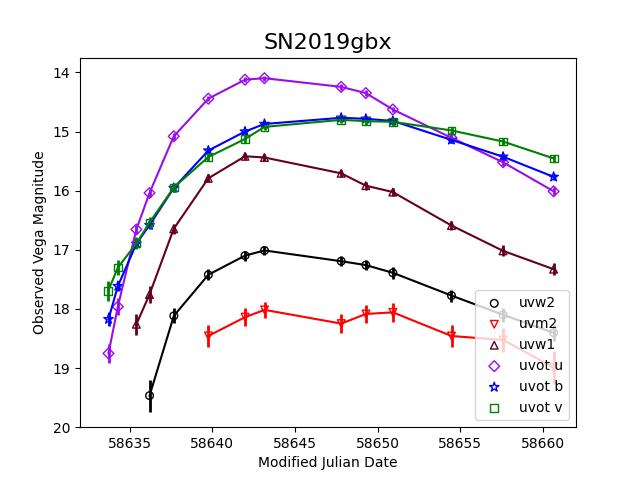 SN2019gbx
Observed Vega Magnitude
14
15
16
17
18
19
20
uvw2
uvm2
uvw1
uvot u
uvot b
uvot v
58635 58640 58645 58650 58655 58660
Modified Julian Date